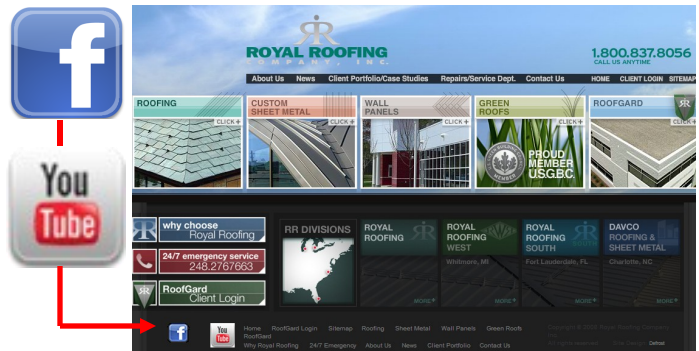 f
You
Tube
ROYAL ROOFING
COMPANY, INC.
1.800.837.8056
CALL US ANYTIME
About Us News Client Portfolio/Case Studies Repairs/Service Dept. Contact Us HOME CLIENT LOGIN SITEMAP
ROOFING
CLICK+
CUSTOM
SHEET METAL
CLICK+
WALL
PANELS
CLICK+
GREEN
ROOFS
CLICK+
PROUD
MEMBER
USGBC.
MEMBER
ROOFGARD
CLICK+
why choose
Royal Roofing
24/7 emergency service
248.2767663
RoofGard
Client Login
RR DIVISIONS
ROYAL
ROOFING
MORE
ROYAL
ROOFING
WEST
Whitmore, MI
MORE
ROYAL
ROOFING
SOUTH
Fort Lauderdale, FL
MORE
DAVCO
ROOFING &
SHEET METAL
Charlotte, NC
MORE
f
You
Tube
Home RoofGard Login Sitemap Roofing Sheet Metal Wall Panels Green Roofs
RoofGard
Why Royal Roofing 24/7 Emergency About Us News Client Portfolio Contact Us